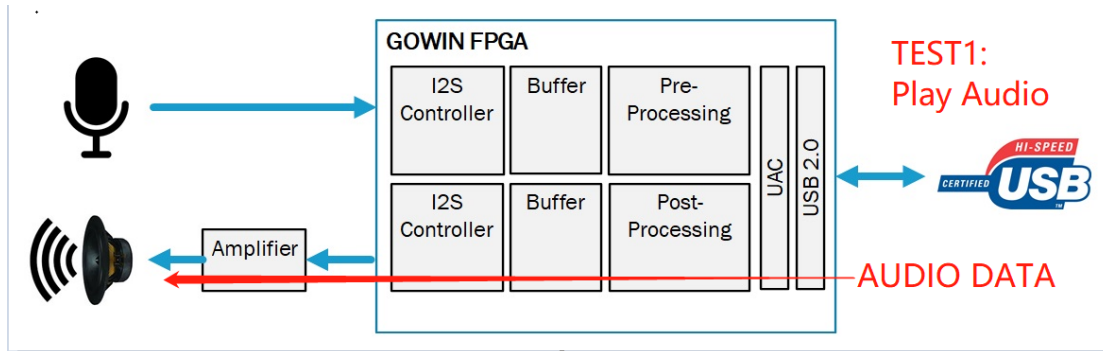 GOWIN FPGA
TEST1:
Play Audio
I2S
Controller
Buffer
Pre-
Processing
UAC
USB 2.0
HI-SPEED
CERTIFIED USB
TM
I2S
Controller
Buffer
Post-
Processing
Amplifier
AUDIO DATA